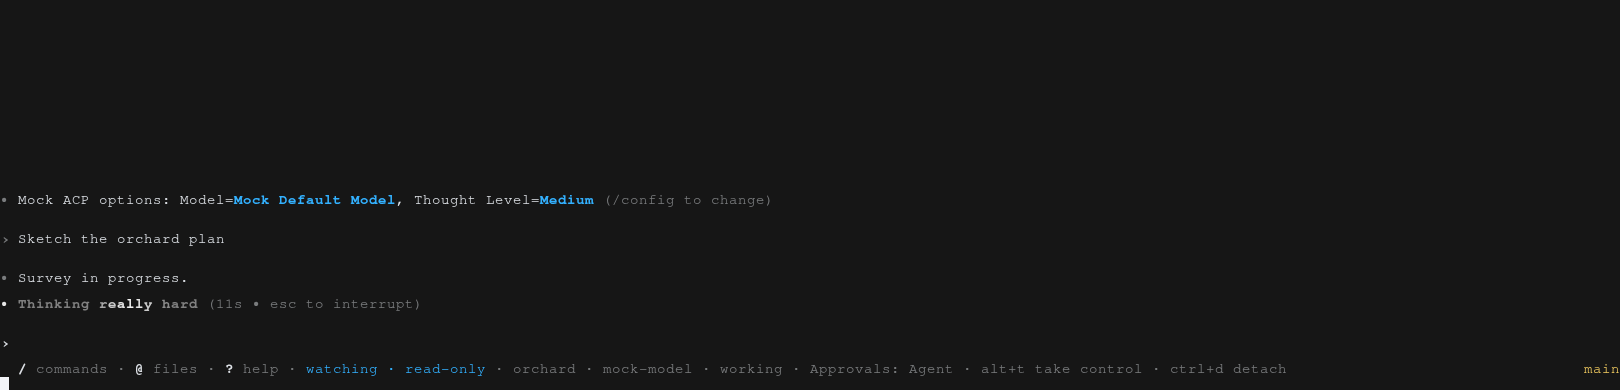 • Mock ACP options: Model=Mock Default Model, Thought Level=Medium (/config to change)
› Sketch the orchard plan
• Survey in progress.
• Thinking really hard (11s • esc to interrupt)
›
/ commands · @ files · ? help · watching · read-only · orchard · mock-model · working · Approvals: Agent · alt+t take control · ctrl+d detach main